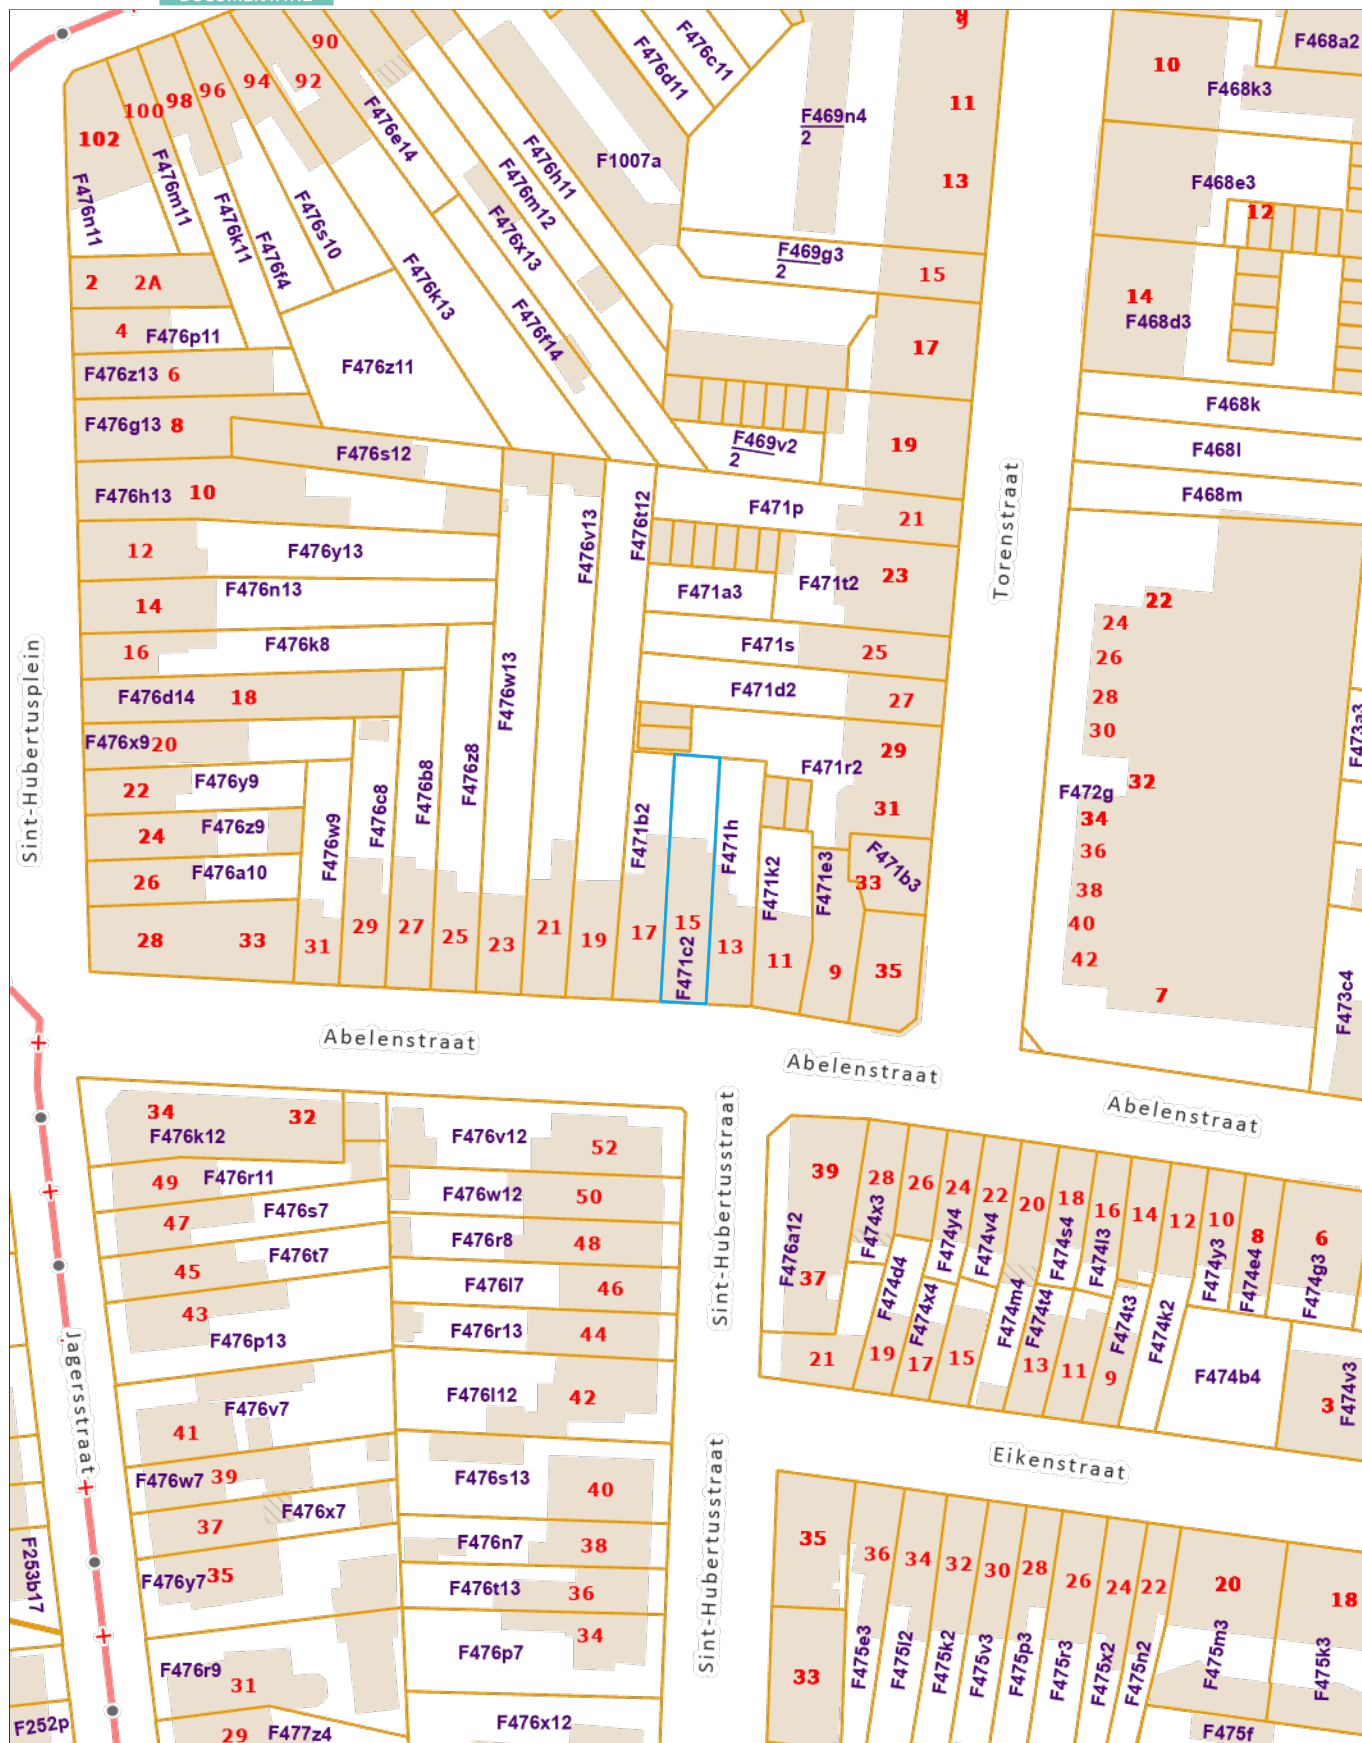 90
92
94
96
98
100
102
9
11
13
15
17
19
21
23
25
27
29
31
33
35
10
12
14
F476c11
F476d11
F469n4
2
F468a2
F468k3
F468e3
F468d3
F1007a
F476h11
F476m12
F476e14
F476x13
F476m11
F476n11
F476k11
F476f4
F476s10
F476k13
F476f14
F469g3
2
2
2A
4
F476p11
F476z13
6
F476z11
F476g13
8
F476s12
F469v2
2
F468k
F468l
F468m
F476h13
10
F476t12
F476v13
F471p
12
F476y13
F476n13
14
F471a3
F471t2
16
F476k8
F471s
F476w13
Torenstraat
Sint-Hubertusplein
F476d14
18
F471d2
F476x9
20
F476z8
F476b8
F476c8
F471r2
22
F476y9
24
F476z9
F476w9
26
F476a10
F471b2
F471h
F471k2
F471e3
F471b3
28
33
31
29
27
25
23
21
19
17
15
F471c2
13
11
9
22
24
26
28
30
32
F472g
34
36
38
40
42
7
F473a3
F473c4
Abelenstraat
Abelenstraat
Abelenstraat
34
32
F476k12
F476v12
52
49
F476r11
F476w12
50
47
F476s7
F476r8
48
45
F476t7
F476l7
46
43
F476p13
F476r13
44
F476v7
F476l12
42
41
F476w7
39
F476s13
40
37
F476x7
F476n7
38
F476y7
35
F476t13
36
F476p7
34
F476r9
31
29
F477z4
F476x12
F253b17
F252p
Jagersstraat
Sint-Hubertusstraat
Sint-Hubertusstraat
39
28
26
24
22
20
18
16
14
12
10
8
6
F476a12
37
F474x3
F474y4
F474v4
F474s4
F474l3
F474y3
F474e4
F474g3
F474d4
F474x4
F474m4
F474t4
F474t3
F474k2
F474b4
F474v3
21
19
17
15
13
11
9
3
Eikenstraat
35
36
34
32
30
28
26
24
22
20
18
33
F475e3
F475l2
F475k2
F475v3
F475p3
F475r3
F475x2
F475n2
F475m3
F475k3
F475f